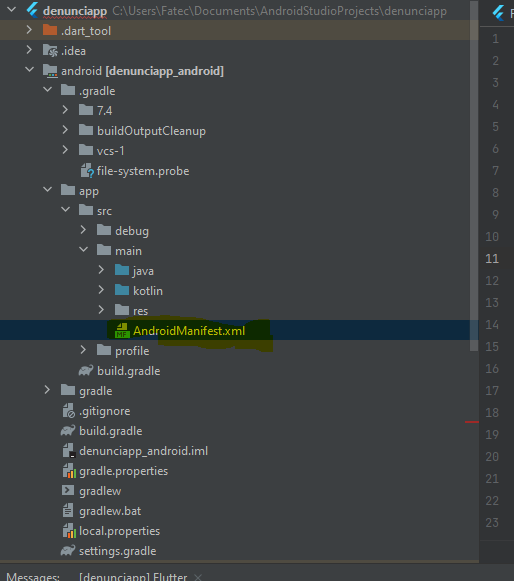 denunciapp C:\Users\Fatec\Documents\AndroidStudioProjects\denunciapp
.dart_tool
.idea
android [denunciapp_android]
.gradle
7.4
buildOutputCleanup
vcs-1
file-system.probe
app
src
debug
main
java
kotlin
res
AndroidManifest.xml
profile
build.gradle
gradle
.gitignore
build.gradle
denunciapp_android.iml
gradle.properties
gradlew
gradlew.bat
local.properties
settings.gradle
1
2
3
4
5
6
7
8
9
10
11
12
13
14
15
16
17
18
19
20
21
22
23
Messages: [denunciapp] Flutter